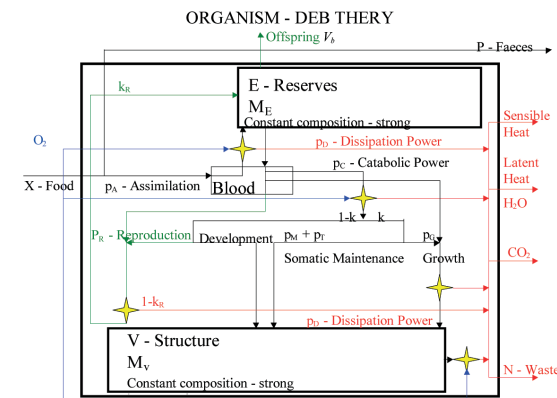 ORGANISM - DEB THERY
Offspring V_b
P - Faeces
E - Reserves
k_R
M_E
Constant composition - strong
Sensible
Heat
O_2
p_D - Dissipation Power
p_C - Catabolic Power
Latent
Heat
X - Food
p_A - Assimilation
Blood
H_2O
1-k
k
P_R - Reproduction
Development
p_M + p_T
p_G
Somatic Maintenance
Growth
CO_2
1-k_R
p_D - Dissipation Power
V - Structure
M_v
Constant composition - strong
N - Waste